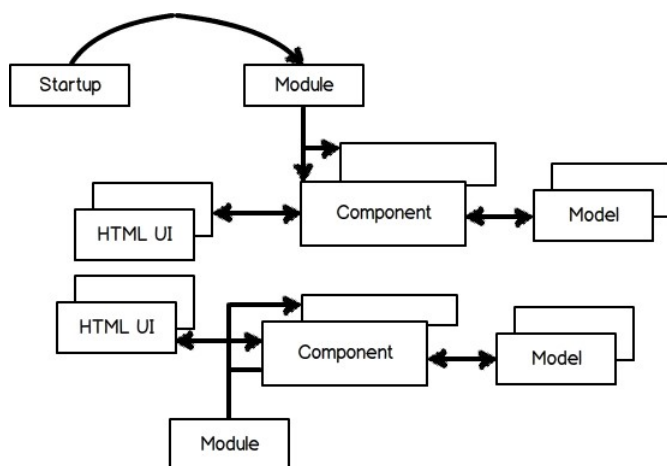 Startup
Module
Component
Model
HTML UI
HTML UI
Component
Model
Module